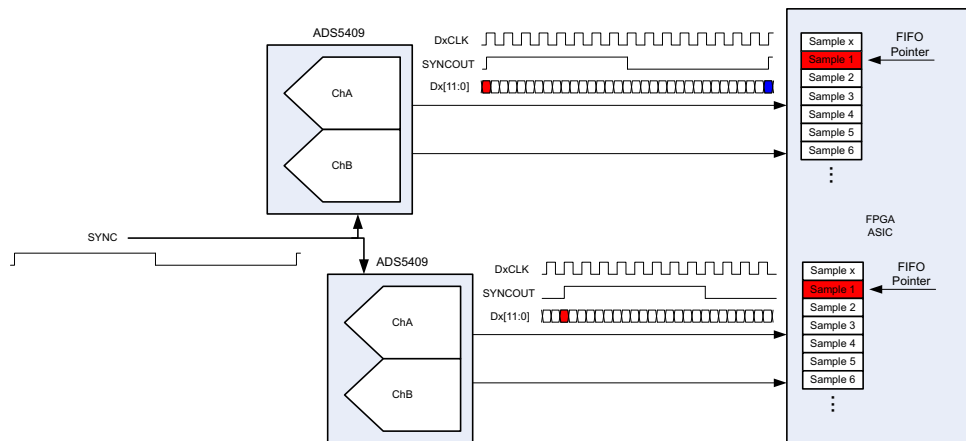 ADS5409
DxCLK
SYNCOUT
Dx[11:0]
ChA
ChB
Sample x
Sample 1
Sample 2
Sample 3
Sample 4
Sample 5
Sample 6
FIFO
Pointer
SYNC
FPGA
ASIC
ADS5409
DxCLK
SYNCOUT
Dx[11:0]
ChA
ChB
Sample x
Sample 1
Sample 2
Sample 3
Sample 4
Sample 5
Sample 6
FIFO
Pointer